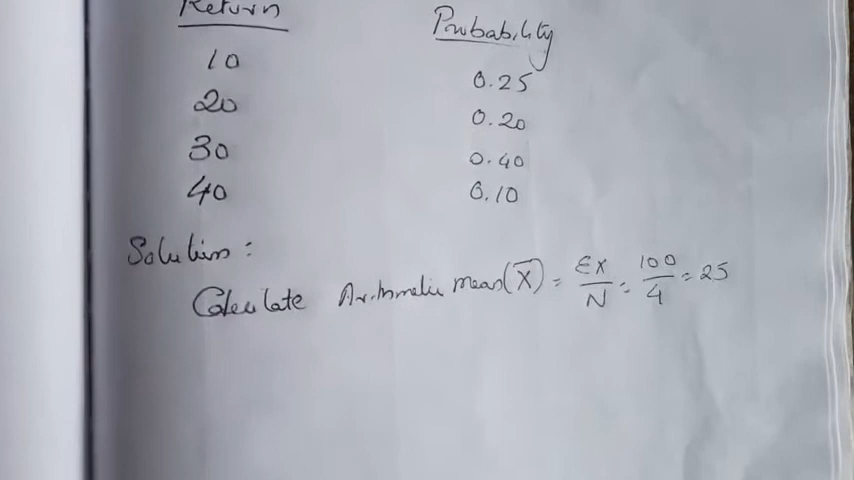 Return Probability
10 0.25
20 0.20
30 0.40
40 0.10
Solution :
Calculate Arithmetic mean (X̅) = ΣX/N = 100/4 = 25